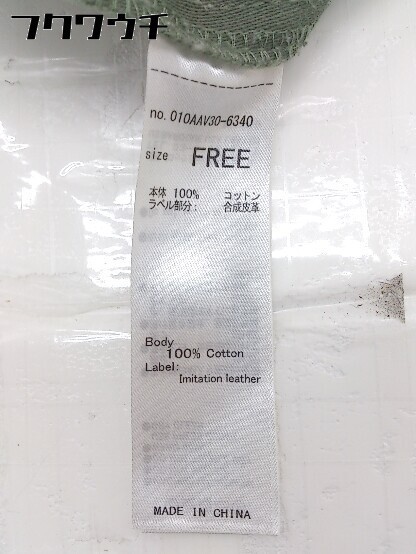 フクワウチ
no. 010AAV30-6340
size FREE
本体 100% コットン
ラベル部分: 合成皮革
Body
100% Cotton
Label:
Imitation leather
MADE IN CHINA